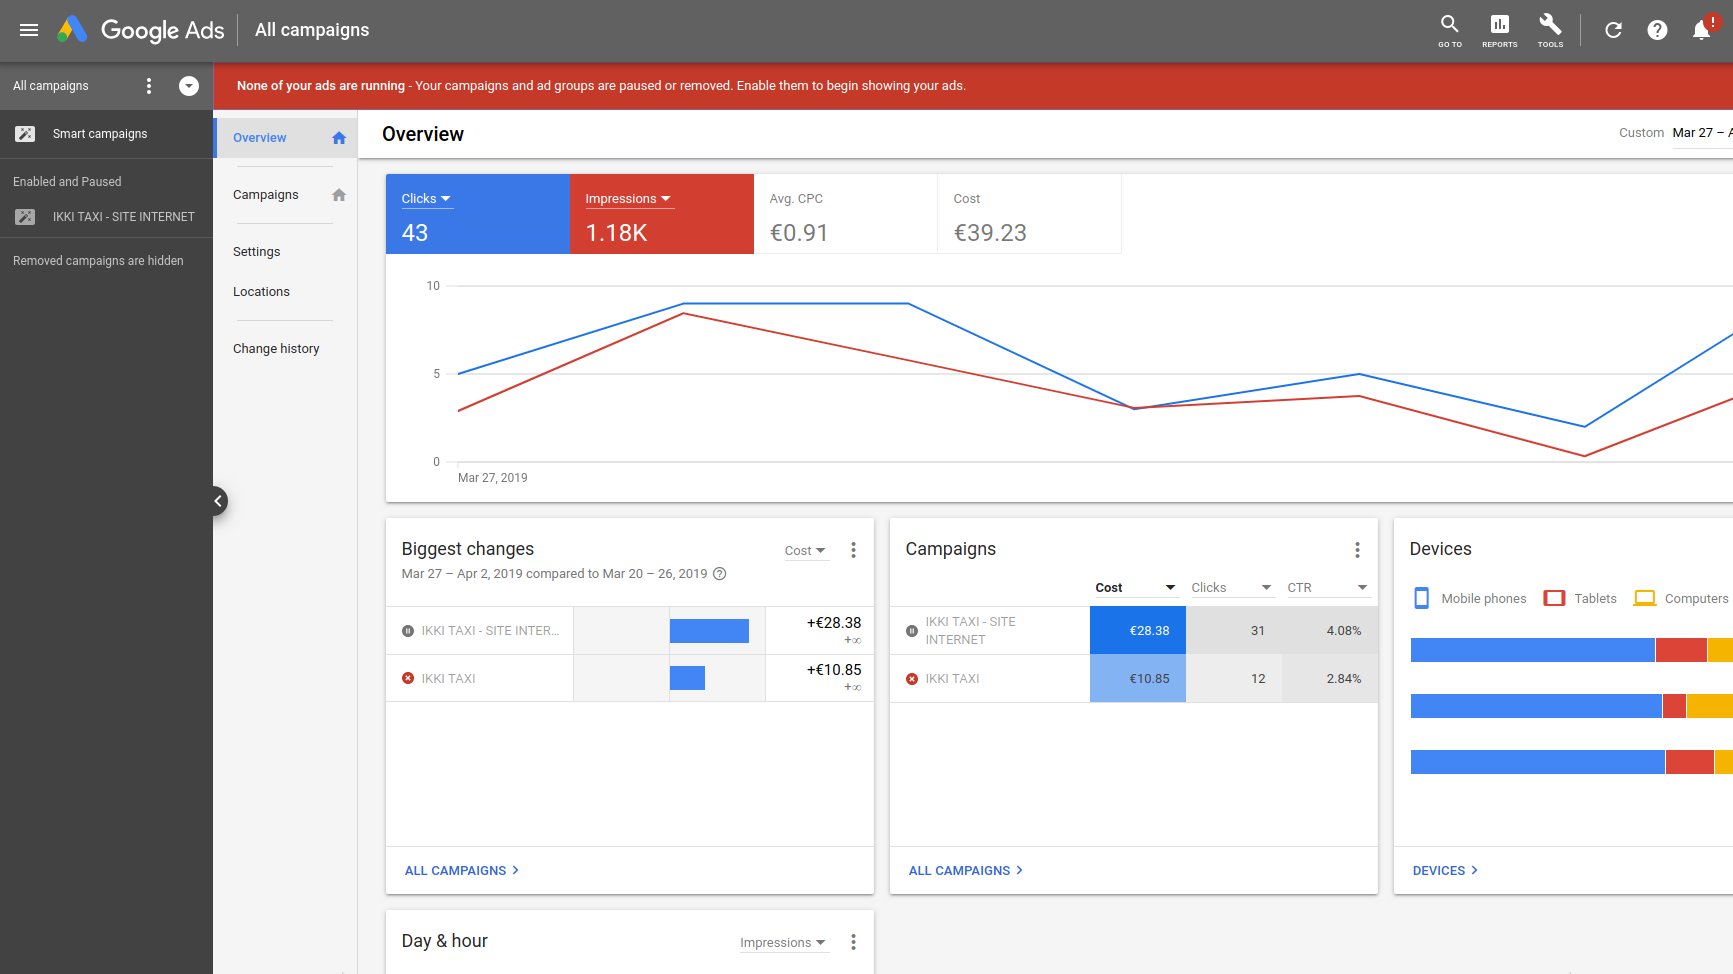 Google Ads
All campaigns
GO TO
REPORTS
TOOLS
!
All campaigns
None of your ads are running - Your campaigns and ad groups are paused or removed. Enable them to begin showing your ads.
Smart campaigns
Enabled and Paused
IKKI TAXI - SITE INTERNET
Removed campaigns are hidden
Overview
Campaigns
Settings
Locations
Change history
Overview
Custom Mar 27 –
Clicks
43
Impressions
1.18K
Avg. CPC
€0.91
Cost
€39.23
10
5
0
Mar 27, 2019
Biggest changes
Cost
Mar 27 – Apr 2, 2019 compared to Mar 20 – 26, 2019
IKKI TAXI - SITE INTER...
+€28.38
+∞
IKKI TAXI
+€10.85
+∞
ALL CAMPAIGNS
Campaigns
Cost Clicks CTR
IKKI TAXI - SITE
INTERNET
€28.38 31 4.08%
IKKI TAXI €10.85 12 2.84%
ALL CAMPAIGNS
Devices
Mobile phones Tablets Computers
DEVICES
Day & hour
Impressions